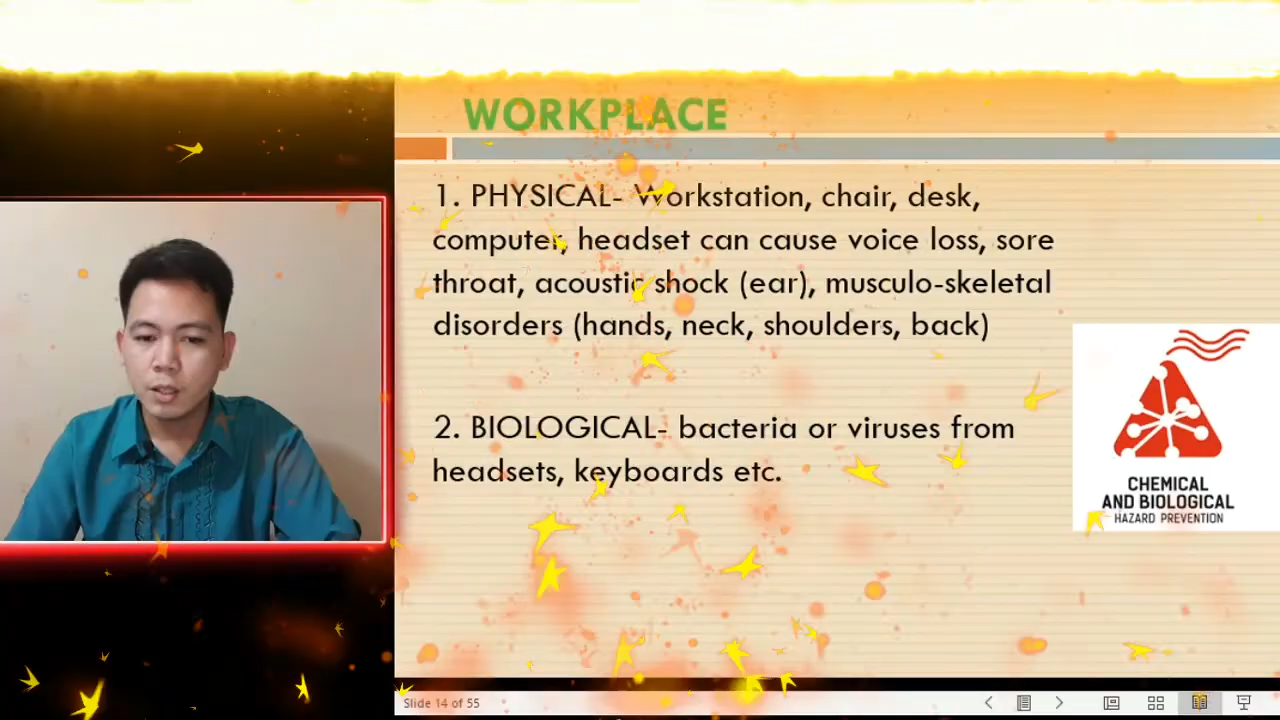 WORKPLACE
1. PHYSICAL- Workstation, chair, desk,
computer, headset can cause voice loss, sore
throat, acoustic shock (ear), musculo-skeletal
disorders (hands, neck, shoulders, back)
2. BIOLOGICAL- bacteria or viruses from
headsets, keyboards etc.
CHEMICAL
AND BIOLOGICAL
HAZARD PREVENTION
Slide 14 of 55